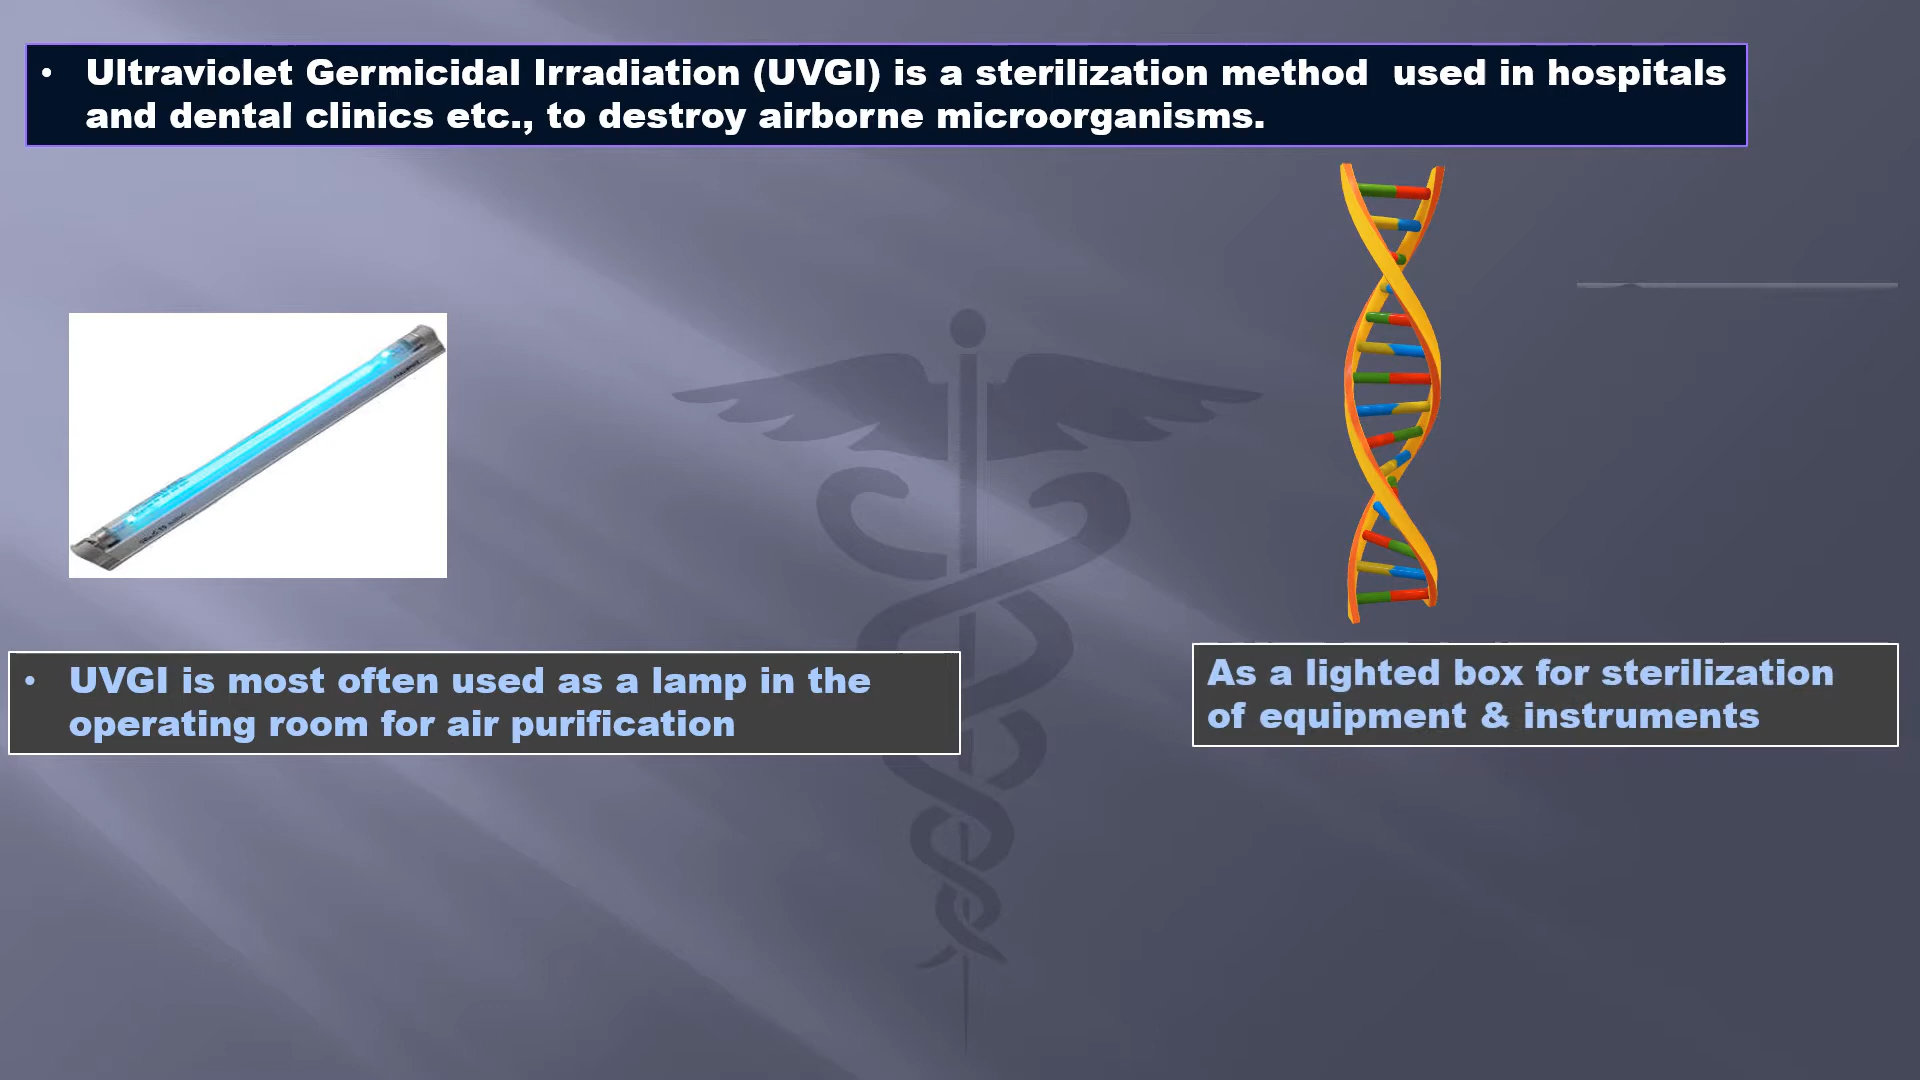 • Ultraviolet Germicidal Irradiation (UVGI) is a sterilization method used in hospitals
and dental clinics etc., to destroy airborne microorganisms.
• UVGI is most often used as a lamp in the
operating room for air purification
As a lighted box for sterilization
of equipment & instruments